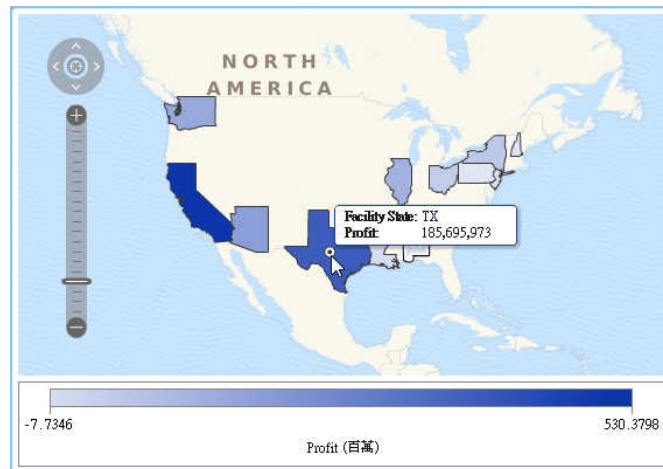 NORTH
AMERICA
Facility State: TX
Profit: 185,695,973
-7.7346 530.3798
Profit (百萬)